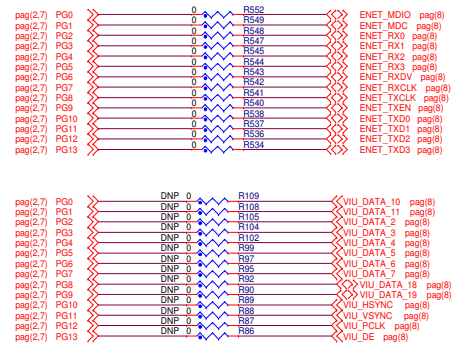 pag(2,7) PG0 0 R552 ENET_MDIO pag(8)
pag(2,7) PG1 0 R549 ENET_MDC pag(8)
pag(2,7) PG2 0 R548 ENET_RX0 pag(8)
pag(2,7) PG3 0 R547 ENET_RX1 pag(8)
pag(2,7) PG4 0 R545 ENET_RX2 pag(8)
pag(2,7) PG5 0 R544 ENET_RX3 pag(8)
pag(2,7) PG6 0 R543 ENET_RXDV pag(8)
pag(2,7) PG7 0 R542 ENET_RXCLK pag(8)
pag(2,7) PG8 0 R541 ENET_TXCLK pag(8)
pag(2,7) PG9 0 R540 ENET_TXEN pag(8)
pag(2,7) PG10 0 R538 ENET_TXD0 pag(8)
pag(2,7) PG11 0 R537 ENET_TXD1 pag(8)
pag(2,7) PG12 0 R536 ENET_TXD2 pag(8)
pag(2,7) PG13 0 R534 ENET_TXD3 pag(8)
pag(2,7) PG0 DNP 0 R109 VIU_DATA_10 pag(8)
pag(2,7) PG1 DNP 0 R108 VIU_DATA_11 pag(8)
pag(2,7) PG2 DNP 0 R105 VIU_DATA_2 pag(8)
pag(2,7) PG3 DNP 0 R104 VIU_DATA_3 pag(8)
pag(2,7) PG4 DNP 0 R102 VIU_DATA_4 pag(8)
pag(2,7) PG5 DNP 0 R99 VIU_DATA_5 pag(8)
pag(2,7) PG6 DNP 0 R97 VIU_DATA_6 pag(8)
pag(2,7) PG7 DNP 0 R95 VIU_DATA_7 pag(8)
pag(2,7) PG8 DNP 0 R92 VIU_DATA_18 pag(8)
pag(2,7) PG9 DNP 0 R90 VIU_DATA_19 pag(8)
pag(2,7) PG10 DNP 0 R89 VIU_HSYNC pag(8)
pag(2,7) PG11 DNP 0 R88 VIU_VSYNC pag(8)
pag(2,7) PG12 DNP 0 R87 VIU_PCLK pag(8)
pag(2,7) PG13 DNP 0 R86 VIU_DE pag(8)